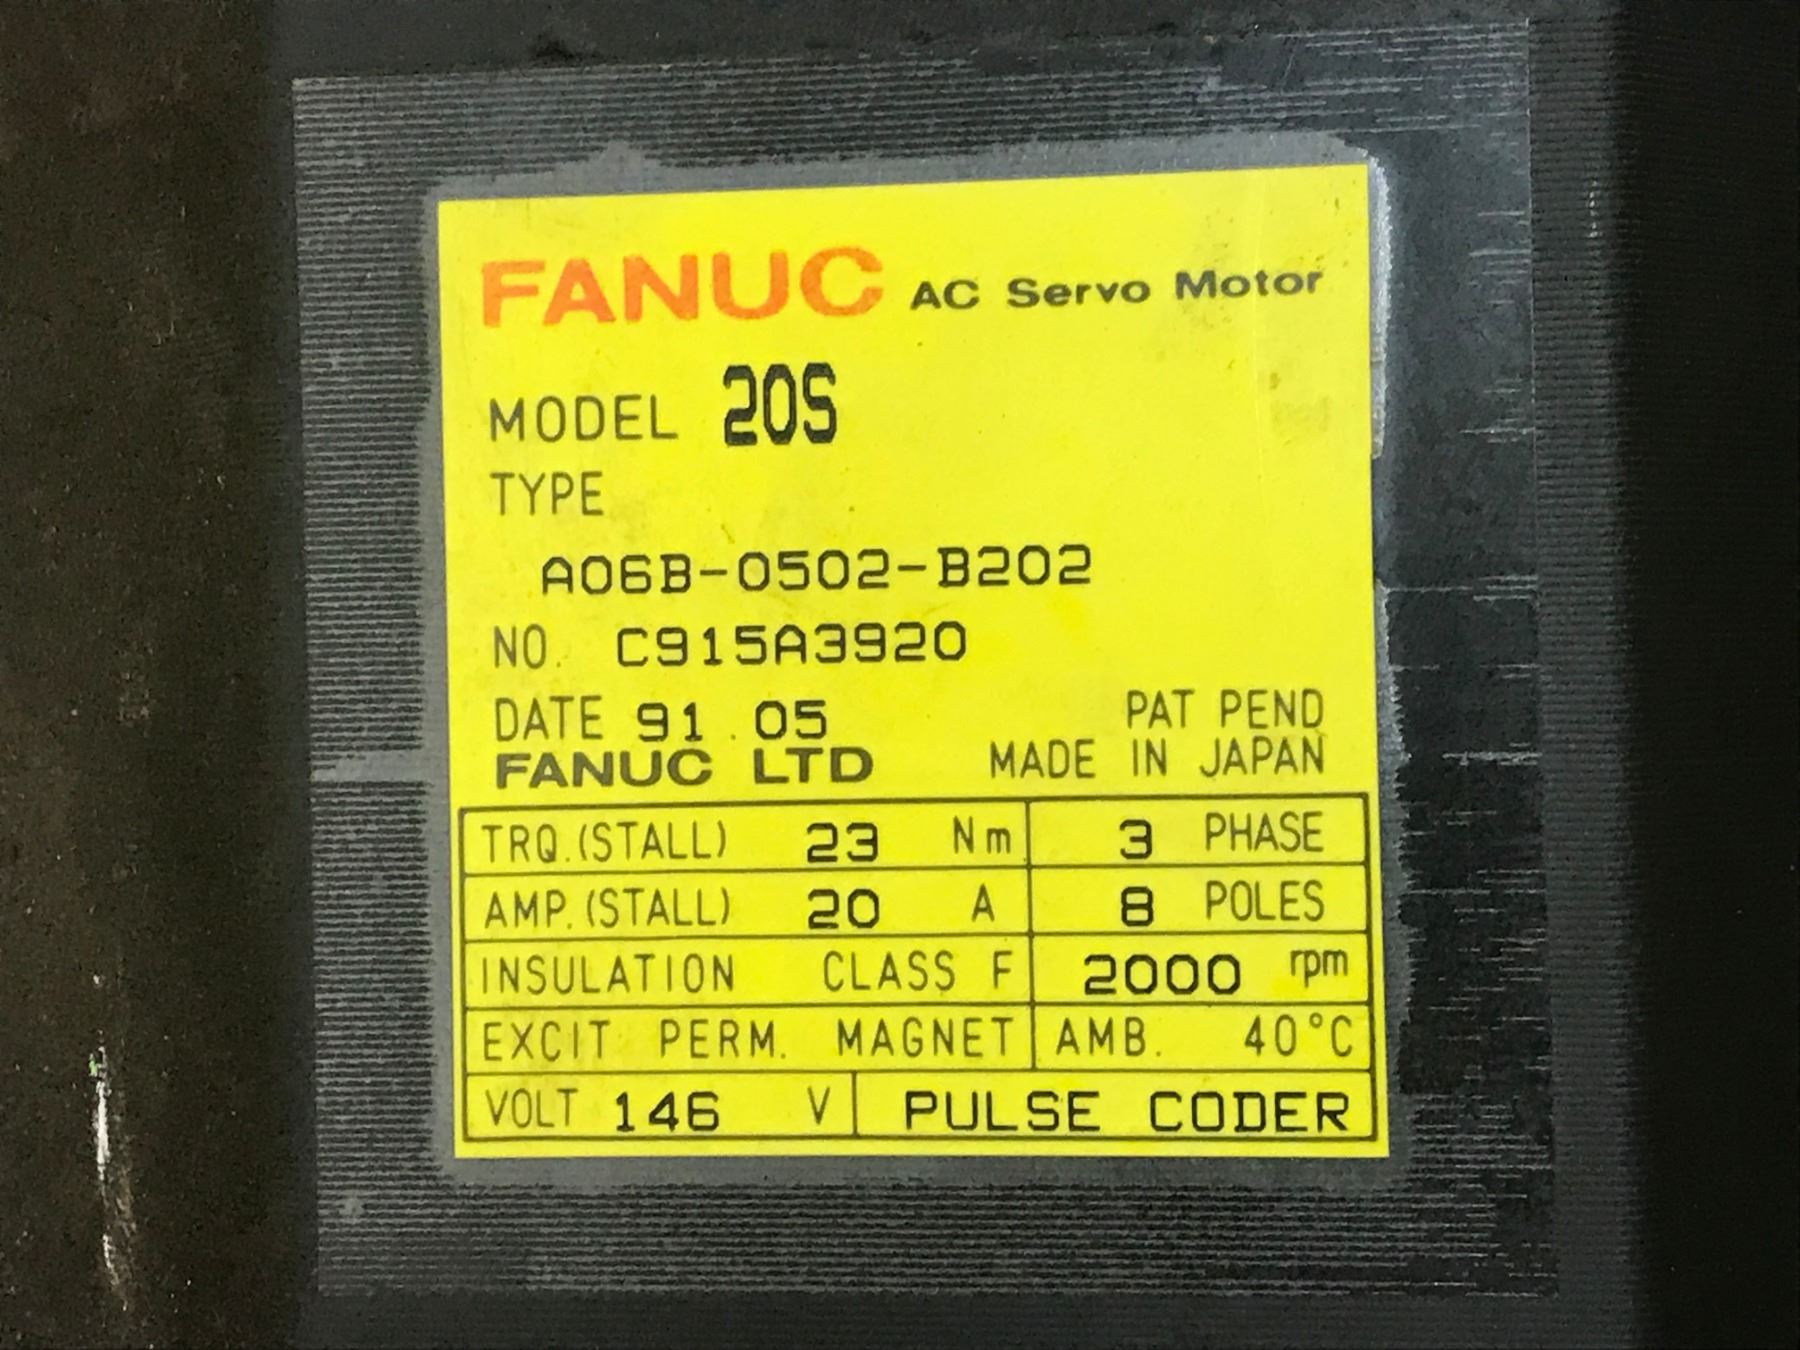 FANUC AC Servo Motor
MODEL 20S
TYPE
A06B-0502-B202
NO. C915A3920
DATE 91.05 PAT PEND
FANUC LTD MADE IN JAPAN
TRQ.(STALL) 23 Nm 3 PHASE
AMP.(STALL) 20 A 8 POLES
INSULATION CLASS F 2000 rpm
EXCIT PERM. MAGNET AMB. 40°C
VOLT 146 V PULSE CODER